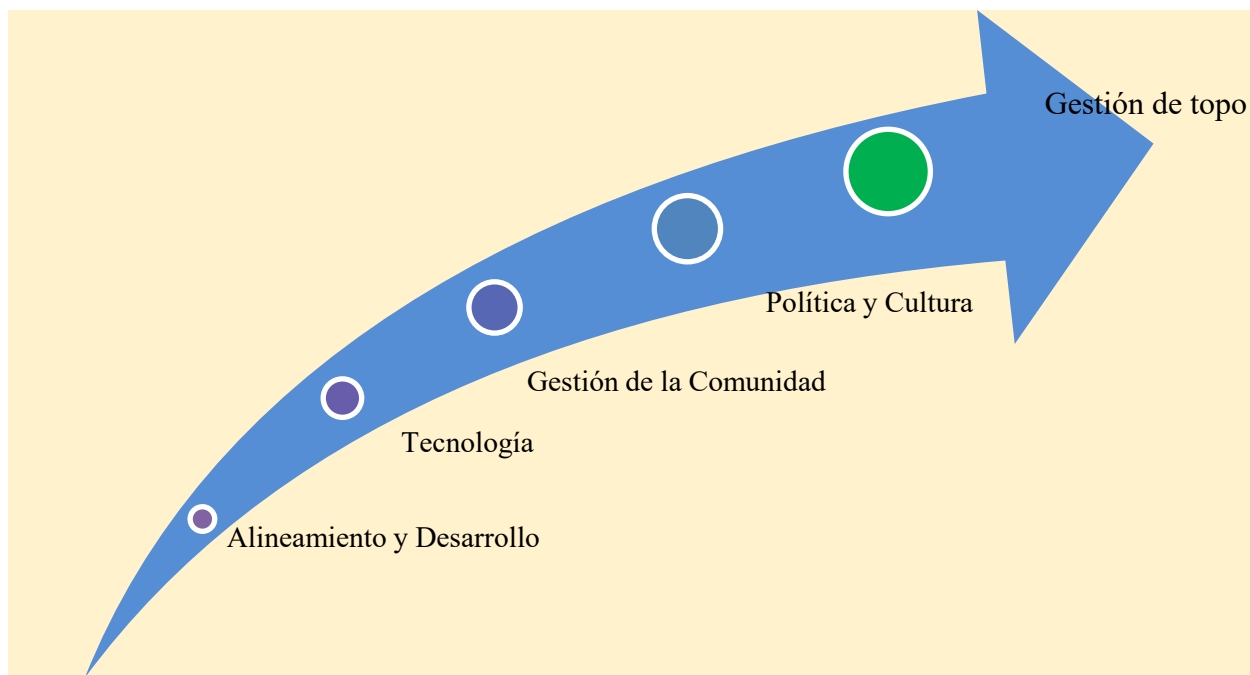 Gestión de topo
Política y Cultura
Gestión de la Comunidad
Tecnología
Alineamiento y Desarrollo